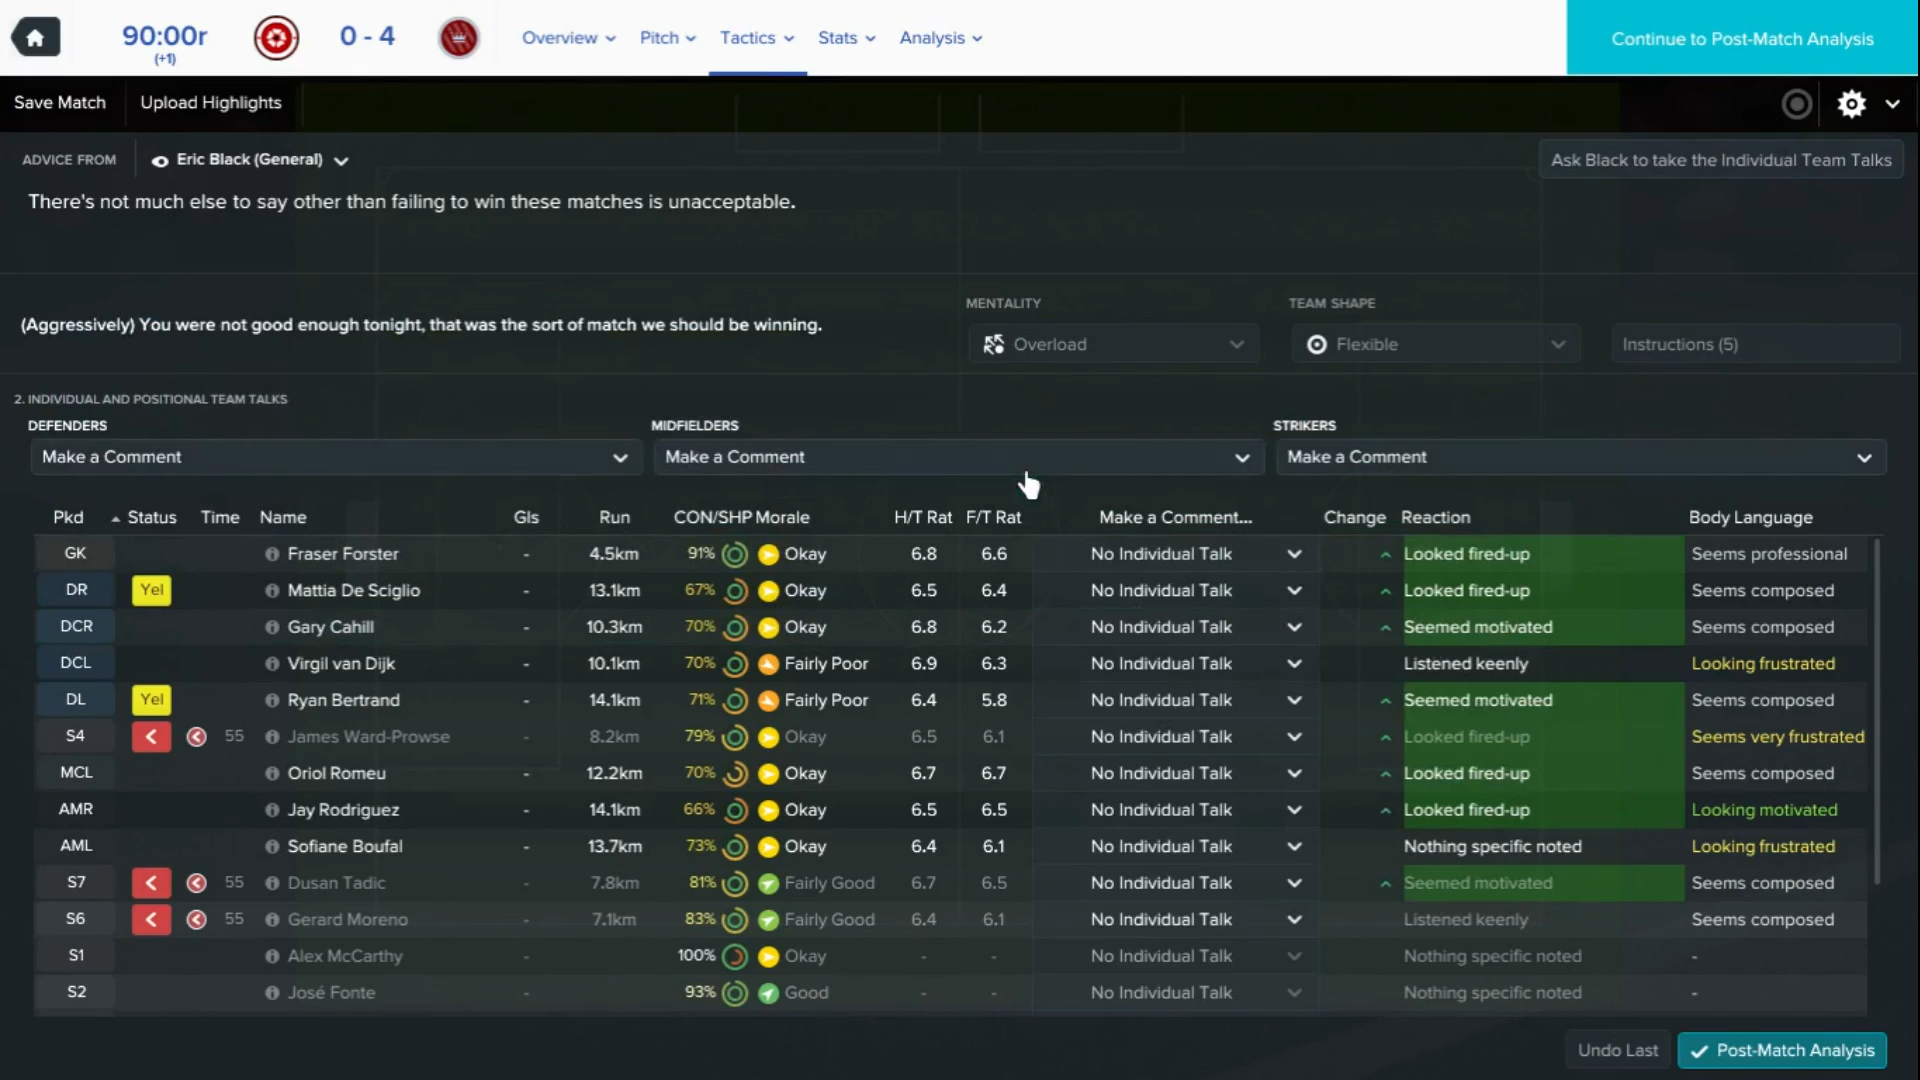 90:00r
(+1)
0 - 4
Overview
Pitch
Tactics
Stats
Analysis
Continue to Post-Match Analysis
Save Match
Upload Highlights
ADVICE FROM
Eric Black (General)
Ask Black to take the Individual Team Talks
There's not much else to say other than failing to win these matches is unacceptable.
MENTALITY
TEAM SHAPE
(Aggressively) You were not good enough tonight, that was the sort of match we should be winning.
Overload
Flexible
Instructions (5)
2. INDIVIDUAL AND POSITIONAL TEAM TALKS
DEFENDERS
MIDFIELDERS
STRIKERS
Make a Comment
Make a Comment
Make a Comment
Pkd Status Time Name Gls Run CON/SHP Morale H/T Rat F/T Rat Make a Comment... Change Reaction Body Language
GK Fraser Forster - 4.5km 91% Okay 6.8 6.6 No Individual Talk Looked fired-up Seems professional
DR Yel Mattia De Sciglio - 13.1km 67% Okay 6.5 6.4 No Individual Talk Looked fired-up Seems composed
DCR Gary Cahill - 10.3km 70% Okay 6.8 6.2 No Individual Talk Seemed motivated Seems composed
DCL Virgil van Dijk - 10.1km 70% Fairly Poor 6.9 6.3 No Individual Talk Listened keenly Looking frustrated
DL Yel Ryan Bertrand - 14.1km 71% Fairly Poor 6.4 5.8 No Individual Talk Seemed motivated Seems composed
S4 55 James Ward-Prowse - 8.2km 79% Okay 6.5 6.1 No Individual Talk Looked fired-up Seems very frustrated
MCL Oriol Romeu - 12.2km 70% Okay 6.7 6.7 No Individual Talk Looked fired-up Seems composed
AMR Jay Rodriguez - 14.1km 66% Okay 6.5 6.5 No Individual Talk Looked fired-up Looking motivated
AML Sofiane Boufal - 13.7km 73% Okay 6.4 6.1 No Individual Talk Nothing specific noted Looking frustrated
S7 55 Dusan Tadic - 7.8km 81% Fairly Good 6.7 6.5 No Individual Talk Seemed motivated Seems composed
S6 55 Gerard Moreno - 7.1km 83% Fairly Good 6.4 6.1 No Individual Talk Listened keenly Seems composed
S1 Alex McCarthy - 100% Okay - - No Individual Talk Nothing specific noted -
S2 José Fonte - 93% Good - - No Individual Talk Nothing specific noted -
Undo Last
Post-Match Analysis